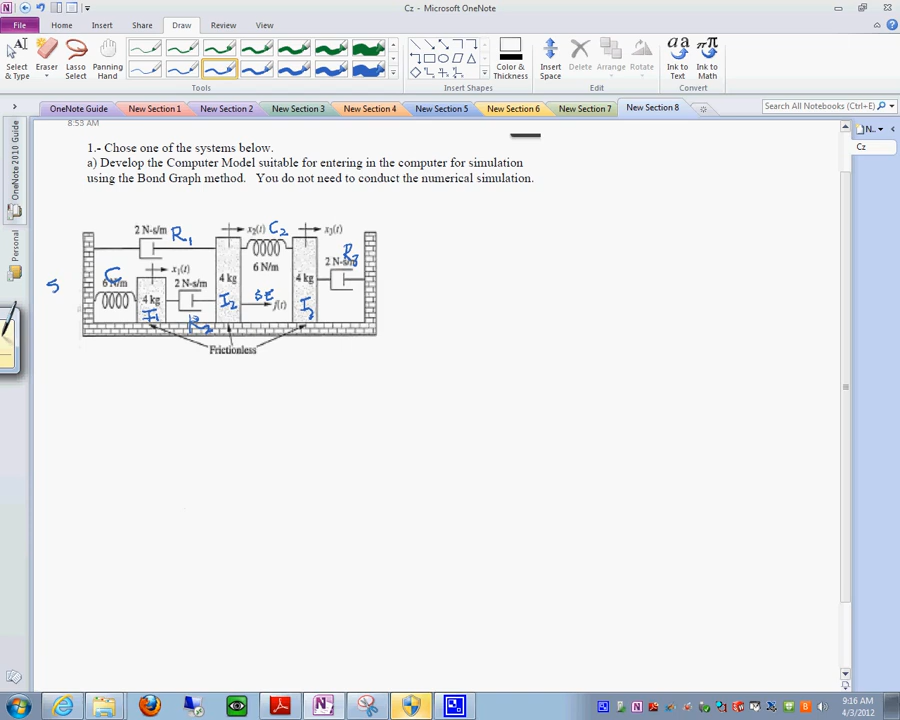 Cz - Microsoft OneNote
File Home Insert Share Draw Review View
Select & Type
Eraser
Lasso Select
Panning Hand
Color & Thickness
Insert Space
Delete
Arrange
Rotate
Ink to Text
Ink to Math
Tools
Insert Shapes
Edit
Convert
OneNote Guide New Section 1 New Section 2 New Section 3 New Section 4 New Section 5 New Section 6 New Section 7 New Section 8
Search All Notebooks (Ctrl+E)
N..
Cz
OneNote 2010 Guide
Personal
8:53 AM
1.- Chose one of the systems below.
a) Develop the Computer Model suitable for entering in the computer for simulation
using the Bond Graph method. You do not need to conduct the numerical simulation.
2 N-s/m R1 x2(t) C2 x3(t)
C 6 N/m x1(t) 2 N-s/m 4 kg 6 N/m 4 kg 2 N-s/m R3
S 4 kg I1 R2 I2 SE f(t) I3
Frictionless
9:16 AM
4/3/2012